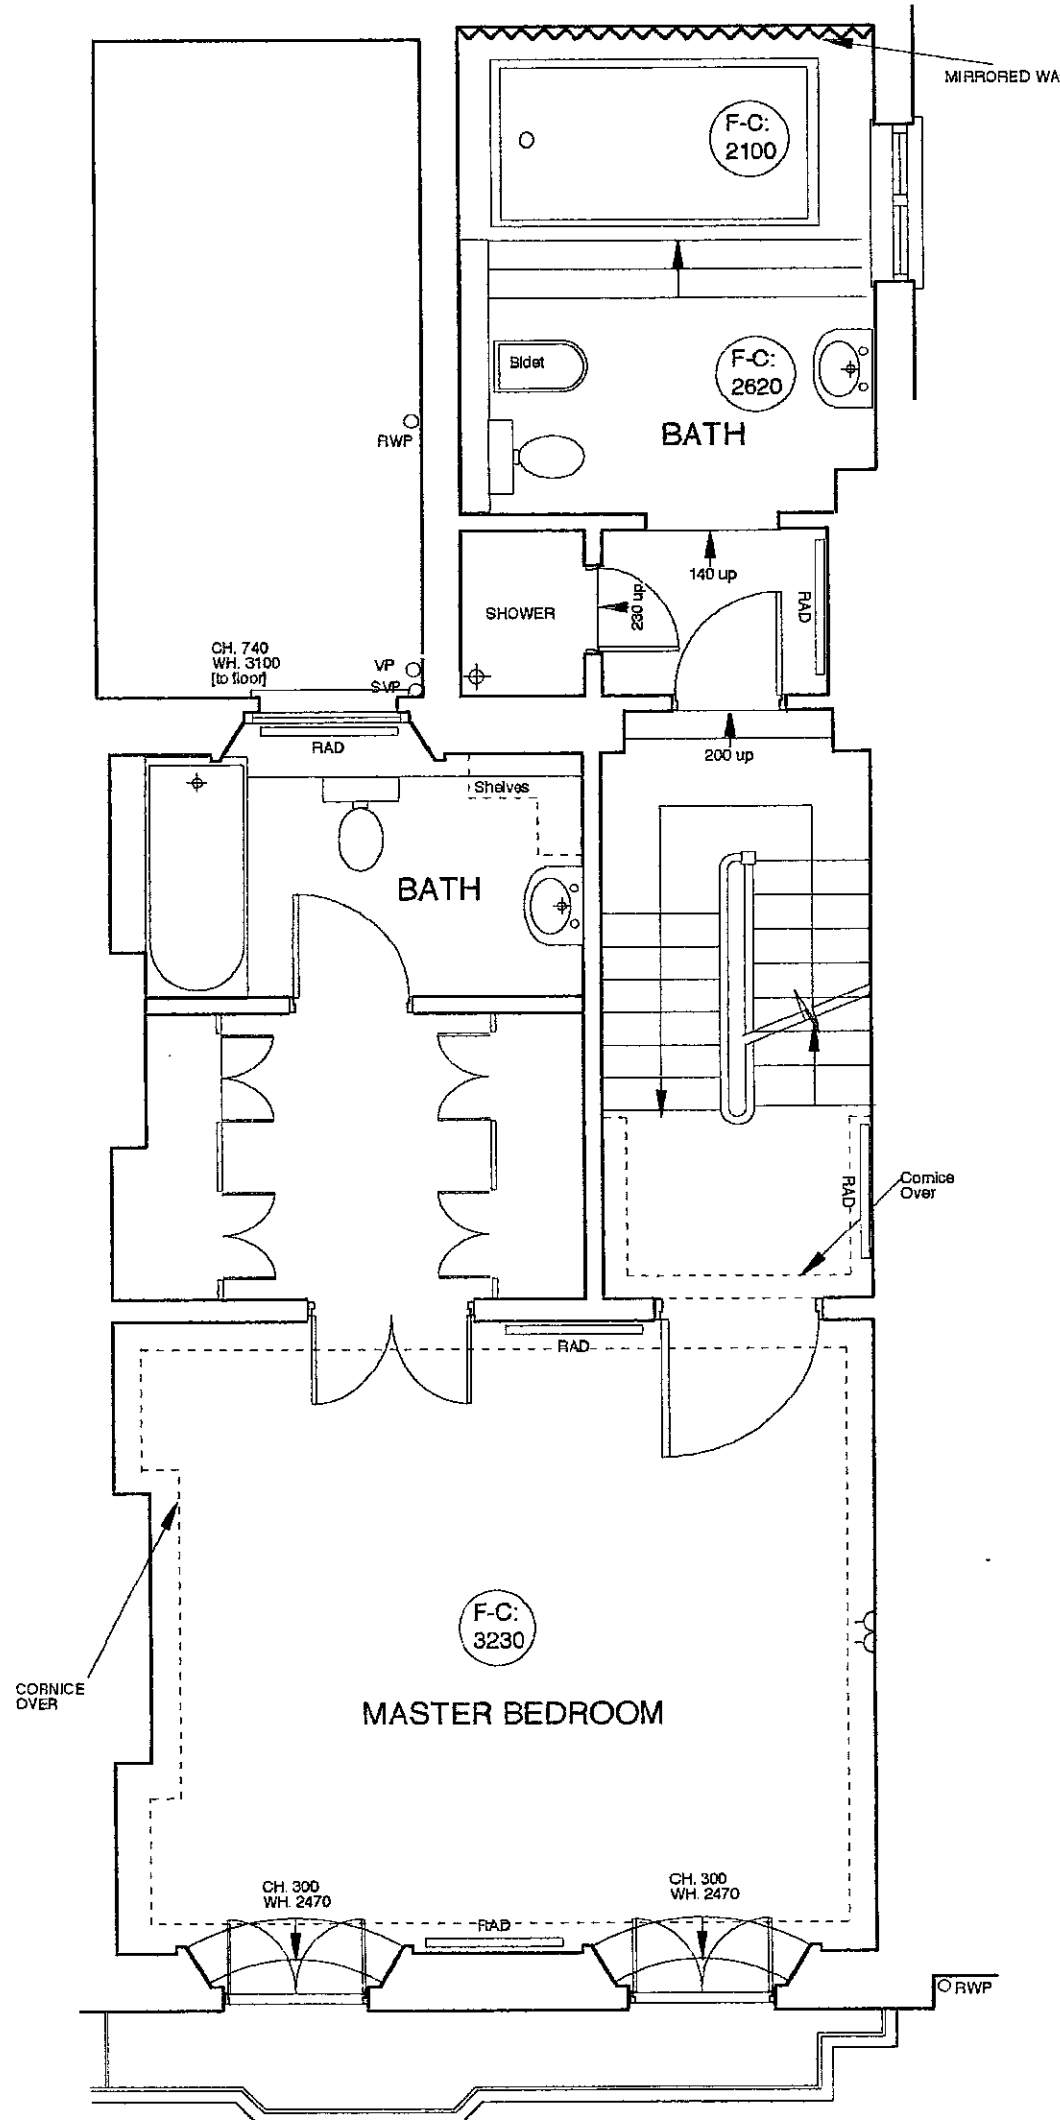 MIRRORED WA
F-C:
2100
Bidet
F-C:
2620
BATH
RWP
140 up
230 up
RAD
SHOWER
CH. 740
WH. 3100
[to floor]
VP
SVP
RAD
200 up
Shelves
BATH
RAD
Cornice
Over
RAD
F-C:
3230
CORNICE
OVER
MASTER BEDROOM
CH. 300
WH. 2470
CH. 300
WH. 2470
RAD
RWP